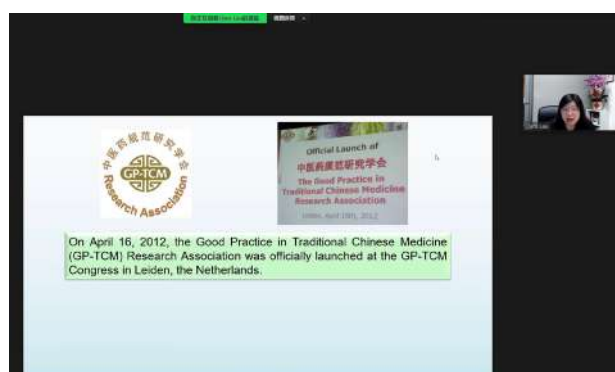 中医药规范研究学会
GP-TCM
Research Association
Official Launch of
中医药规范研究学会
The Good Practice in
Traditional Chinese Medicine
Research Association
On April 16, 2012, the Good Practice in Traditional Chinese Medicine
(GP-TCM) Research Association was officially launched at the GP-TCM
Congress in Leiden, the Netherlands.